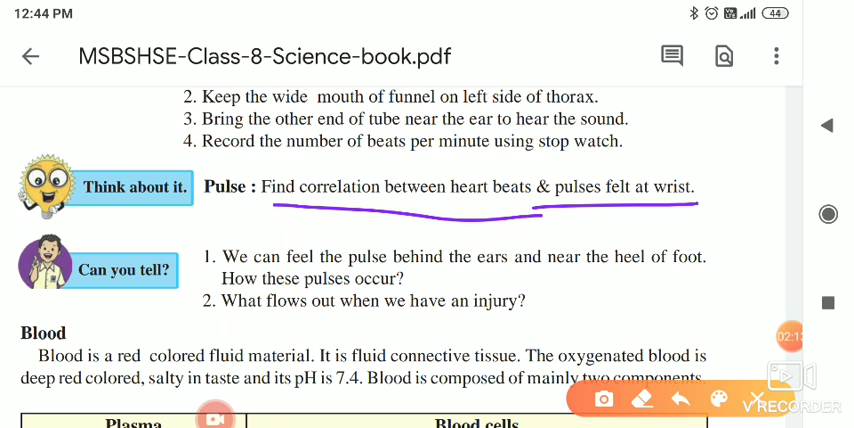 12:44 PM
44
MSBSHSE-Class-8-Science-book.pdf
2. Keep the wide mouth of funnel on left side of thorax.
3. Bring the other end of tube near the ear to hear the sound.
4. Record the number of beats per minute using stop watch.
Think about it.
Pulse : Find correlation between heart beats & pulses felt at wrist.
Can you tell?
1. We can feel the pulse behind the ears and near the heel of foot.
How these pulses occur?
2. What flows out when we have an injury?
Blood
Blood is a red colored fluid material. It is fluid connective tissue. The oxygenated blood is
deep red colored, salty in taste and its pH is 7.4. Blood is composed of mainly two components.
Plasma
Blood cells
V RECORDER